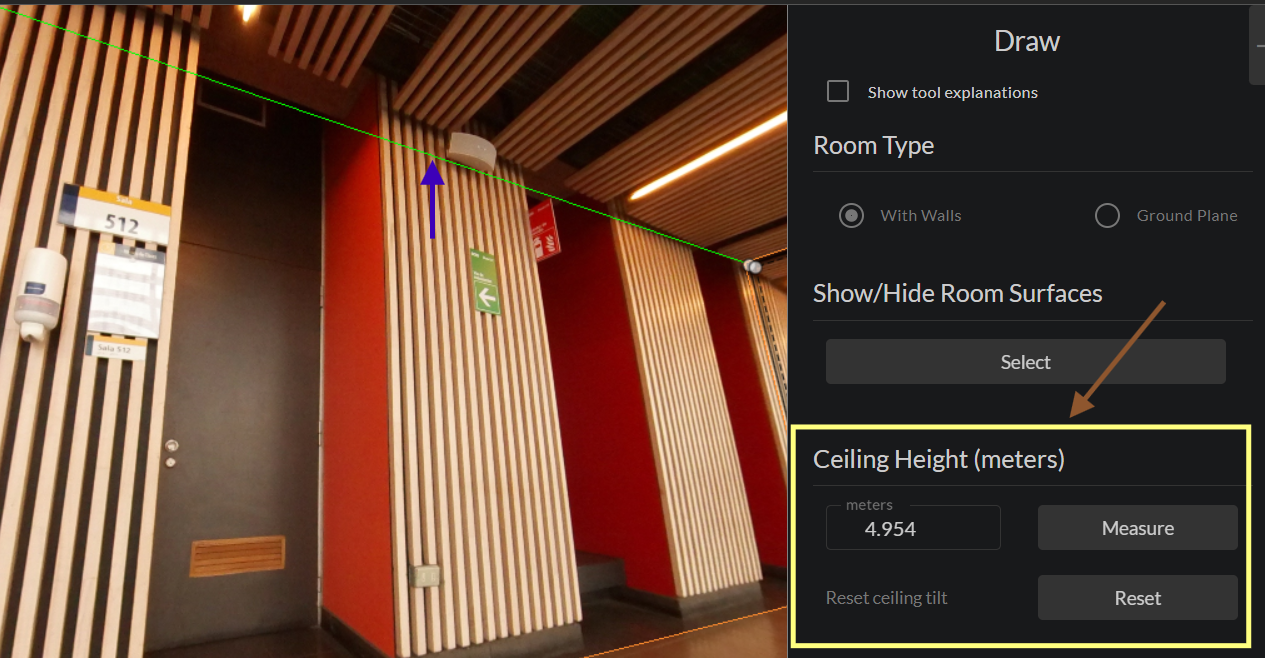 Draw
Show tool explanations
Room Type
With Walls
Ground Plane
Show/Hide Room Surfaces
Select
Ceiling Height (meters)
meters
4.954
Measure
Reset ceiling tilt
Reset
Sala
512
Sala 512